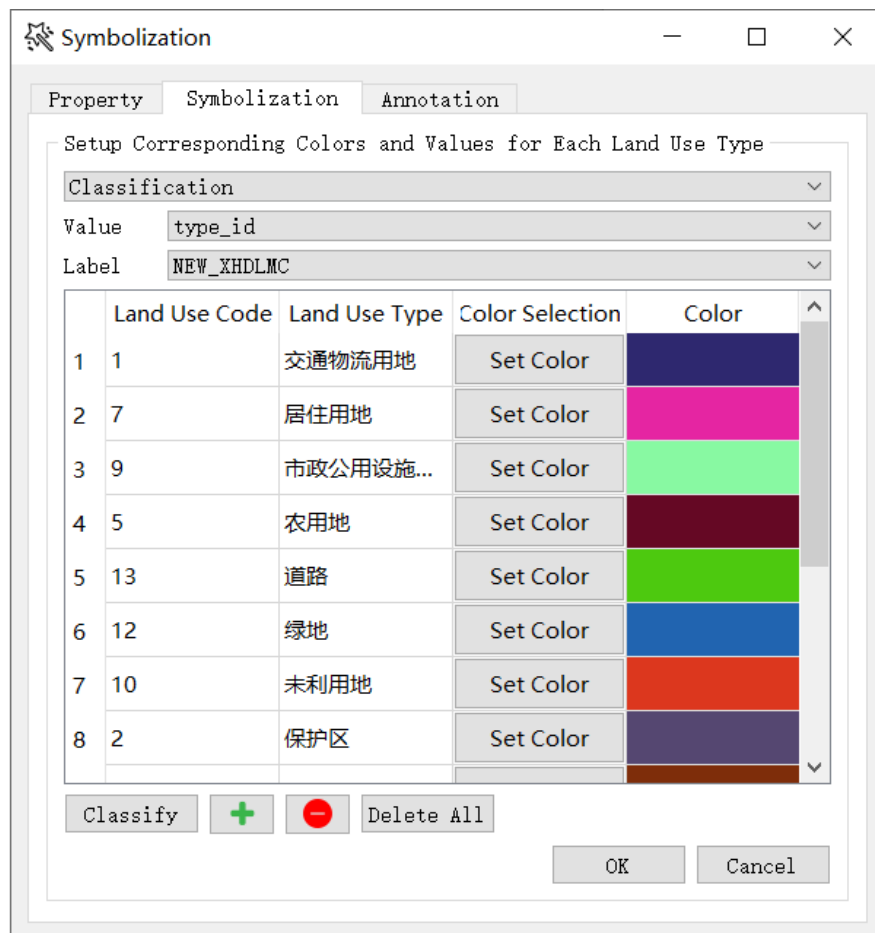 Symbolization
Property Symbolization Annotation
Setup Corresponding Colors and Values for Each Land Use Type
Classification
Value type_id
Label NEW_XHDLMC
Land Use Code Land Use Type Color Selection Color
1 1 交通物流用地 Set Color
2 7 居住用地 Set Color
3 9 市政公用设施... Set Color
4 5 农用地 Set Color
5 13 道路 Set Color
6 12 绿地 Set Color
7 10 未利用地 Set Color
8 2 保护区 Set Color
Classify Delete All
OK Cancel